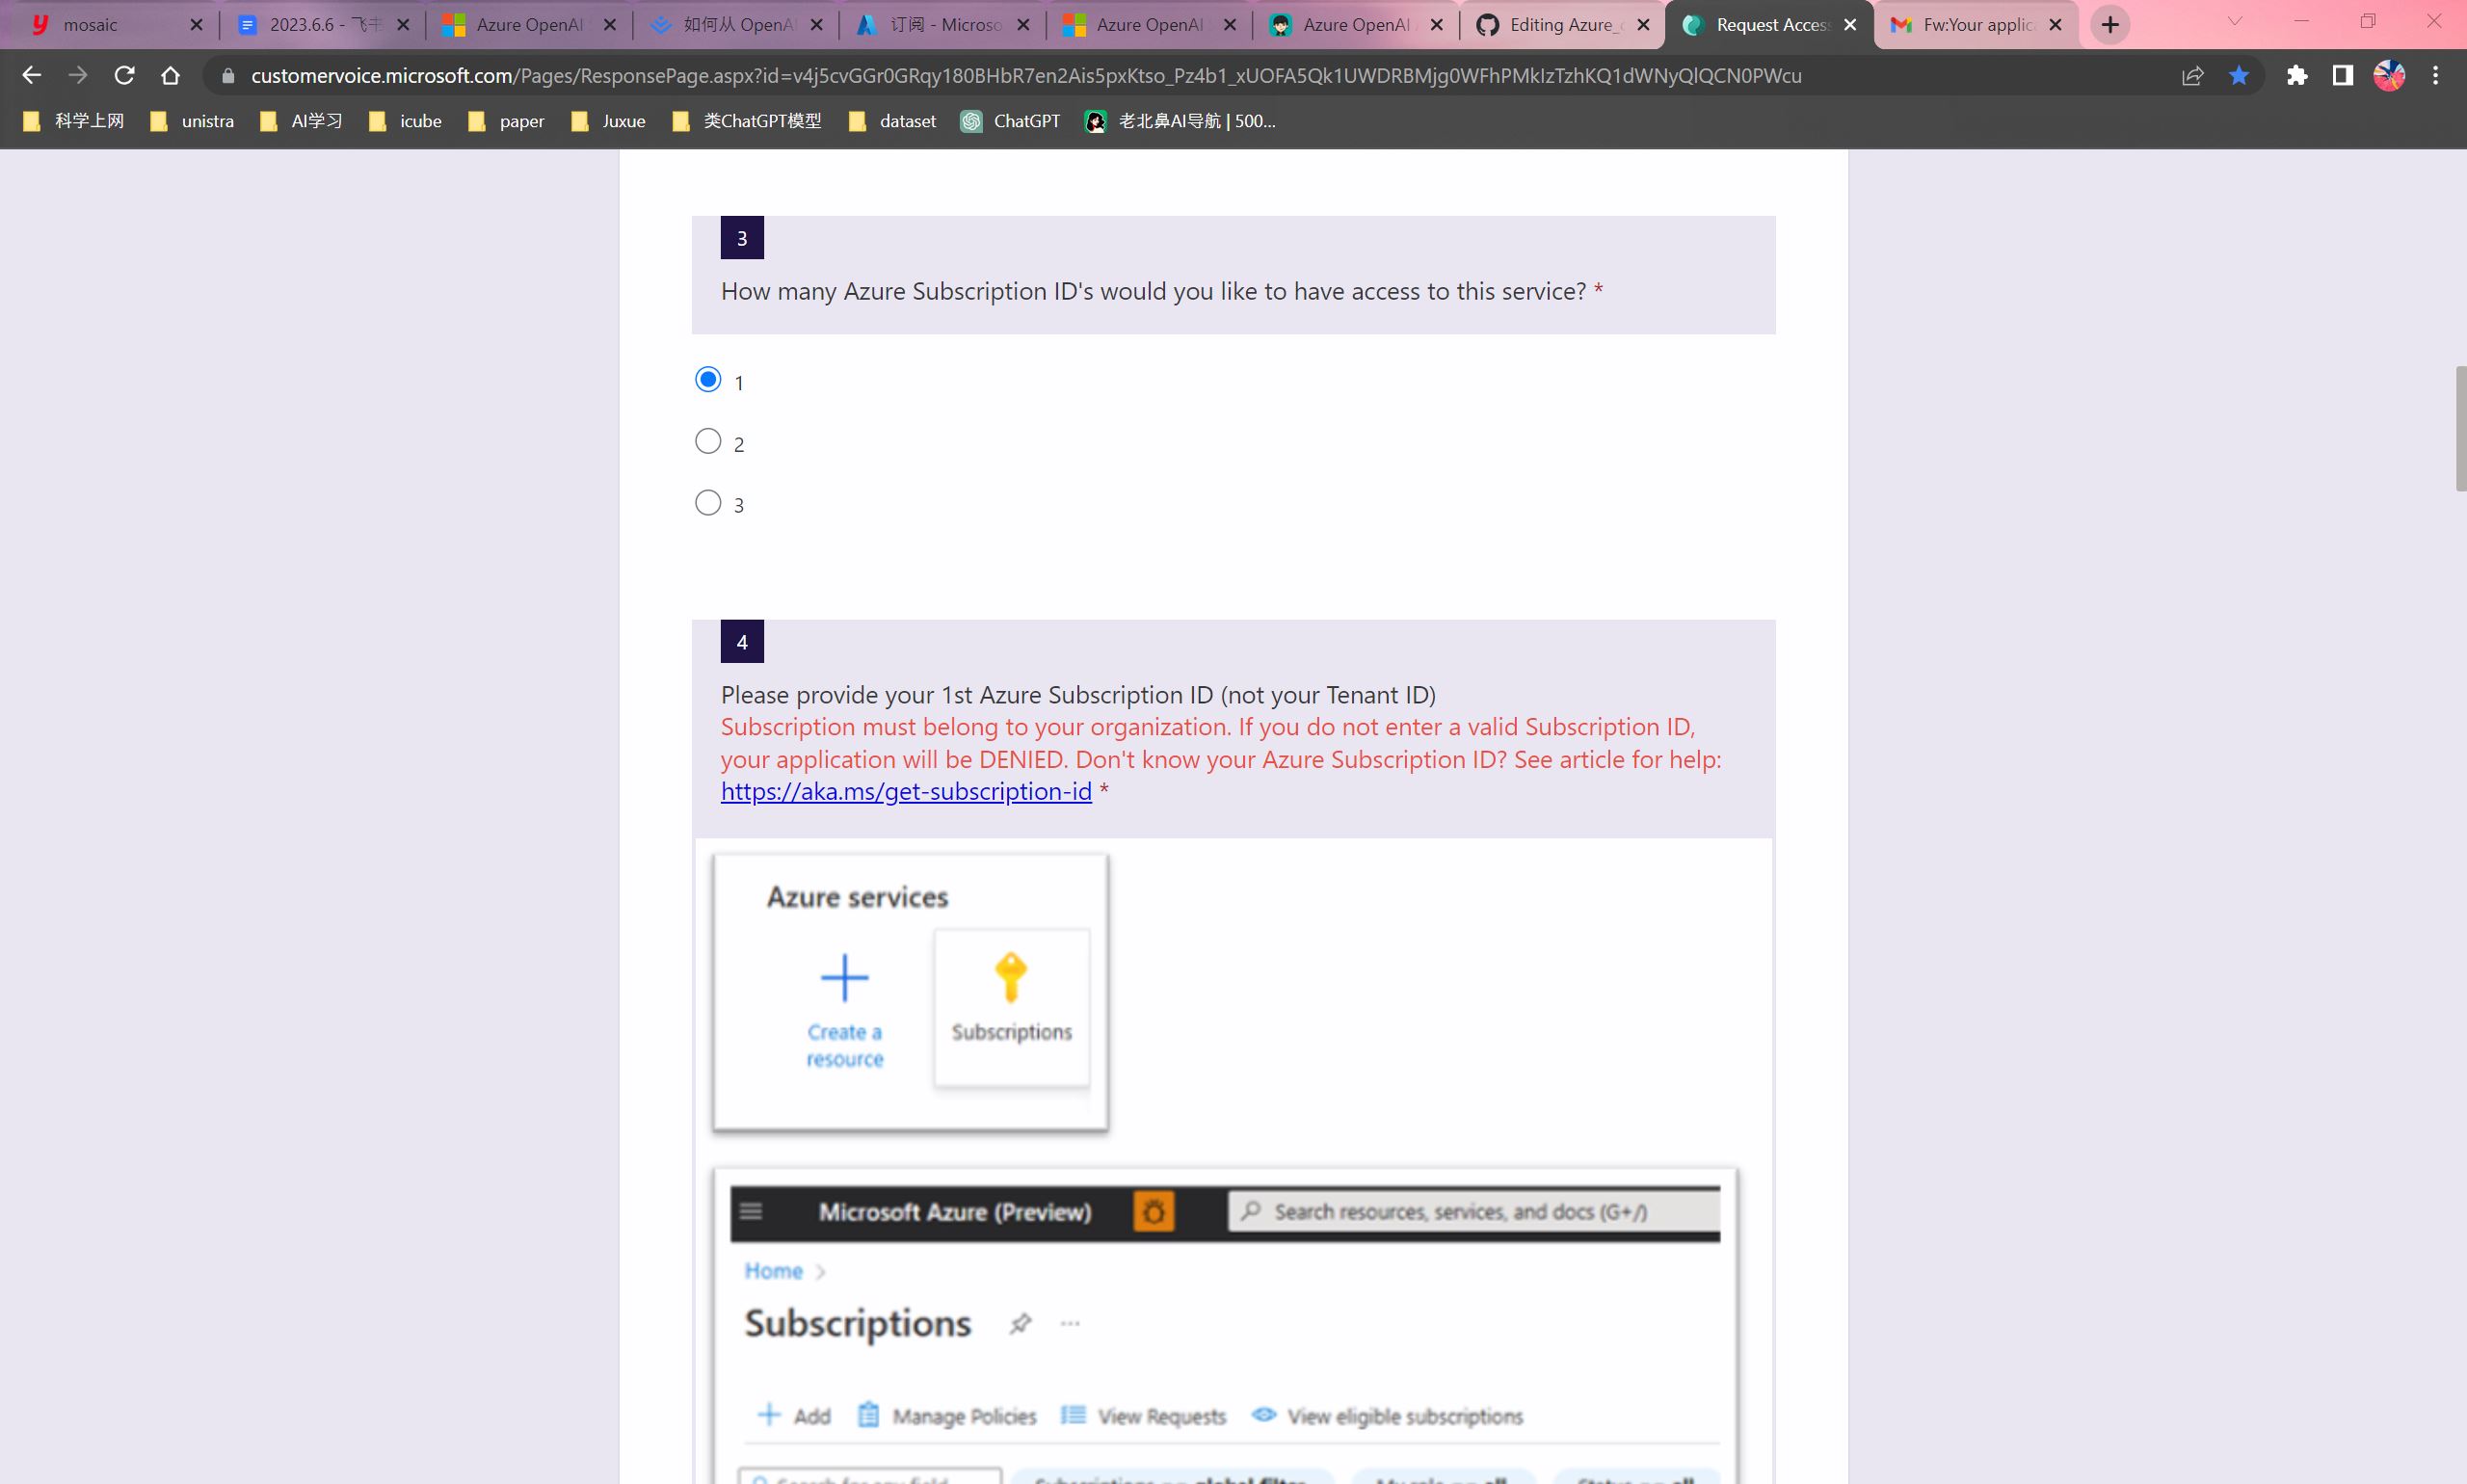 mosaic
2023.6.6 - 飞书
Azure OpenAI
如何从 OpenAI
订阅 - Microso
Azure OpenAI
Azure OpenAI
Editing Azure_
Request Access
Fw:Your applic
customervoice.microsoft.com/Pages/ResponsePage.aspx?id=v4j5cvGGr0GRqy180BHbR7en2Ais5pxKtso_Pz4b1_xUOFA5Qk1UWDRBMjg0WFhPMkIzTzhKQ1dWNyQlQCN0PWcu
科学上网
unistra
AI学习
icube
paper
Juxue
类ChatGPT模型
dataset
ChatGPT
老北鼻AI导航 | 500...
3
How many Azure Subscription ID's would you like to have access to this service? *
1
2
3
4
Please provide your 1st Azure Subscription ID (not your Tenant ID)
Subscription must belong to your organization. If you do not enter a valid Subscription ID,
your application will be DENIED. Don't know your Azure Subscription ID? See article for help:
https://aka.ms/get-subscription-id *
Azure services
Create a
resource
Subscriptions
Microsoft Azure (Preview)
Search resources, services, and docs (G+/)
Home
Subscriptions
Add
Manage Policies
View Requests
View eligible subscriptions